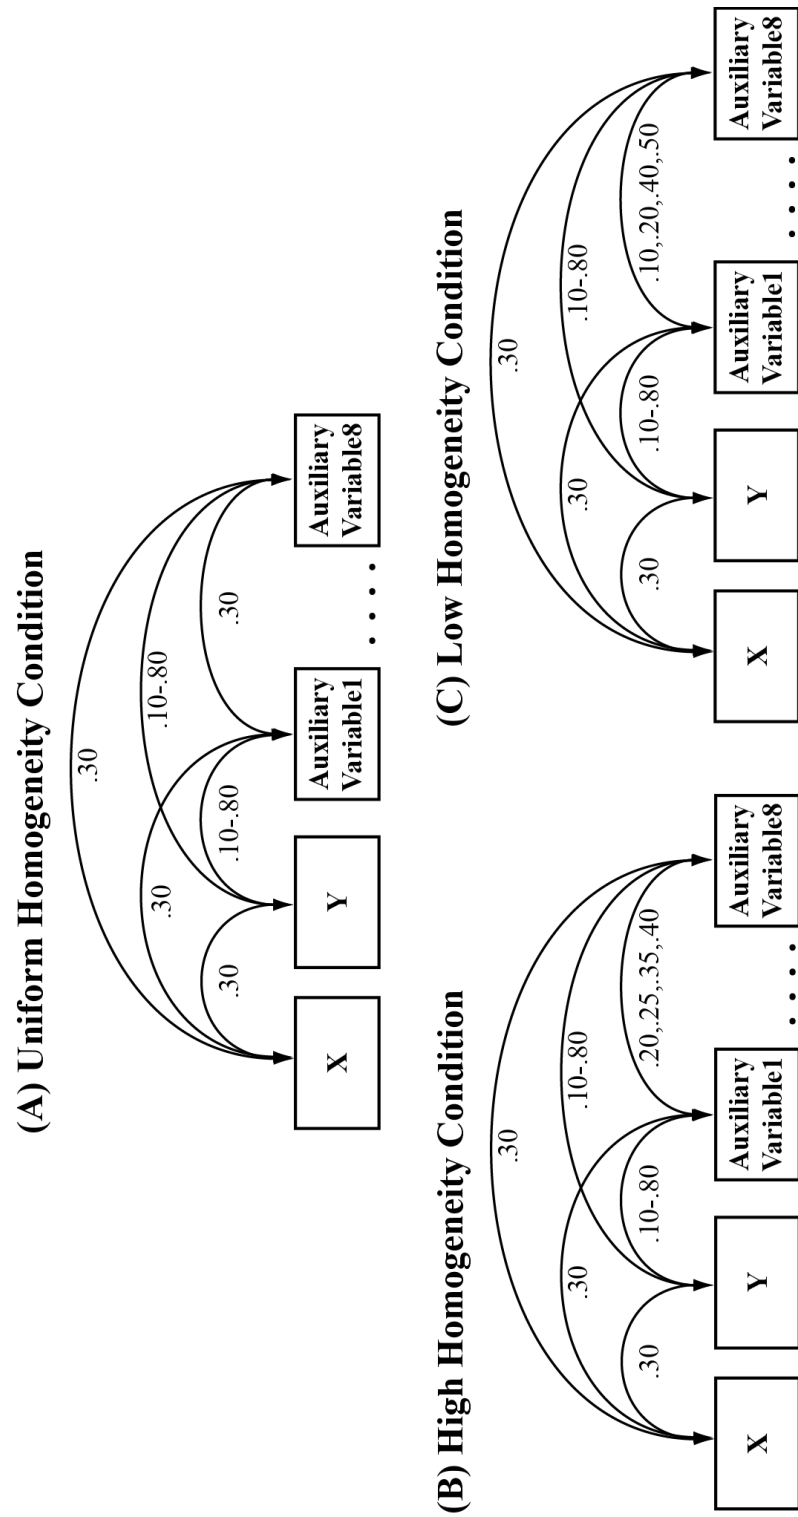 (A) Uniform Homogeneity Condition
.30
.10-.80
.30
.30
.10-.80
.30
X
Y
Auxiliary
Variable1
. . . .
Auxiliary
Variable8
(B) High Homogeneity Condition
.30
.10-.80
.30
.30
.10-.80
.20,.25,.35,.40
X
Y
Auxiliary
Variable1
. . . .
Auxiliary
Variable8
(C) Low Homogeneity Condition
.30
.10-.80
.30
.30
.10-.80
.10,.20,.40,.50
X
Y
Auxiliary
Variable1
. . . .
Auxiliary
Variable8